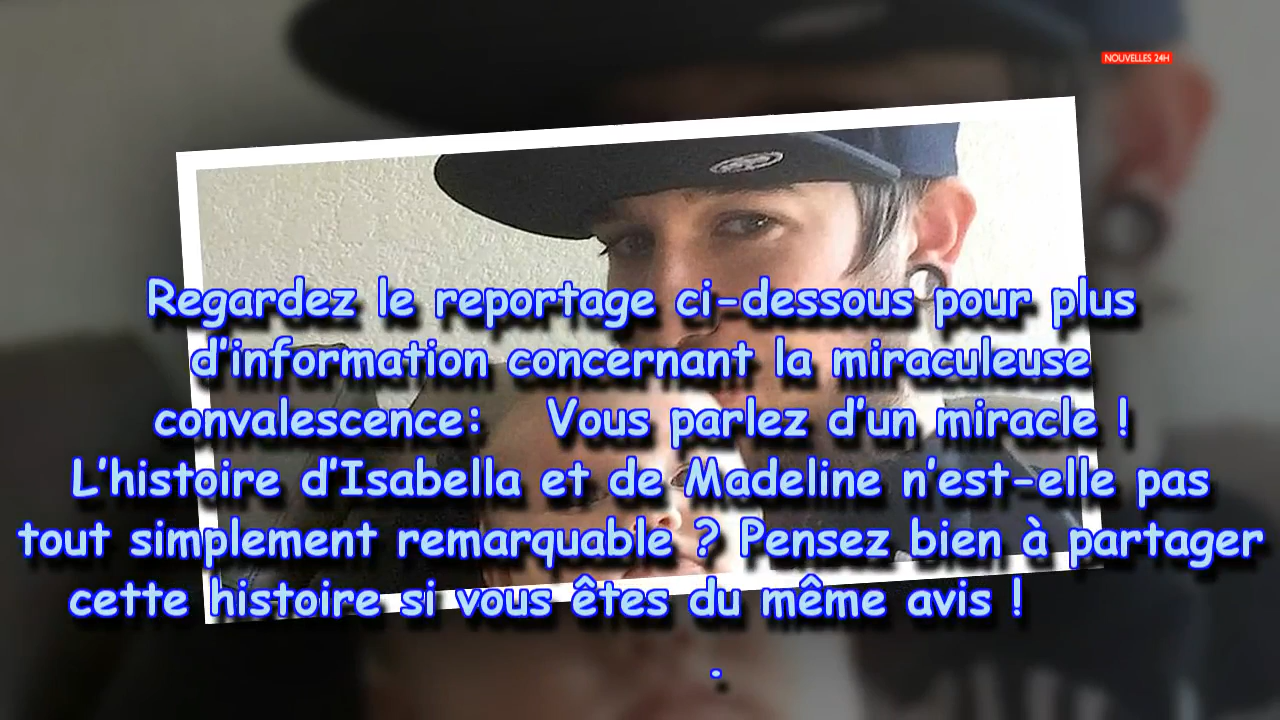 NOUVELLES 24H
Regardez le reportage ci-dessous pour plus
d'information concernant la miraculeuse
convalescence: Vous parlez d'un miracle !
L'histoire d'Isabella et de Madeline n'est-elle pas
tout simplement remarquable ? Pensez bien à partager
cette histoire si vous êtes du même avis !
.